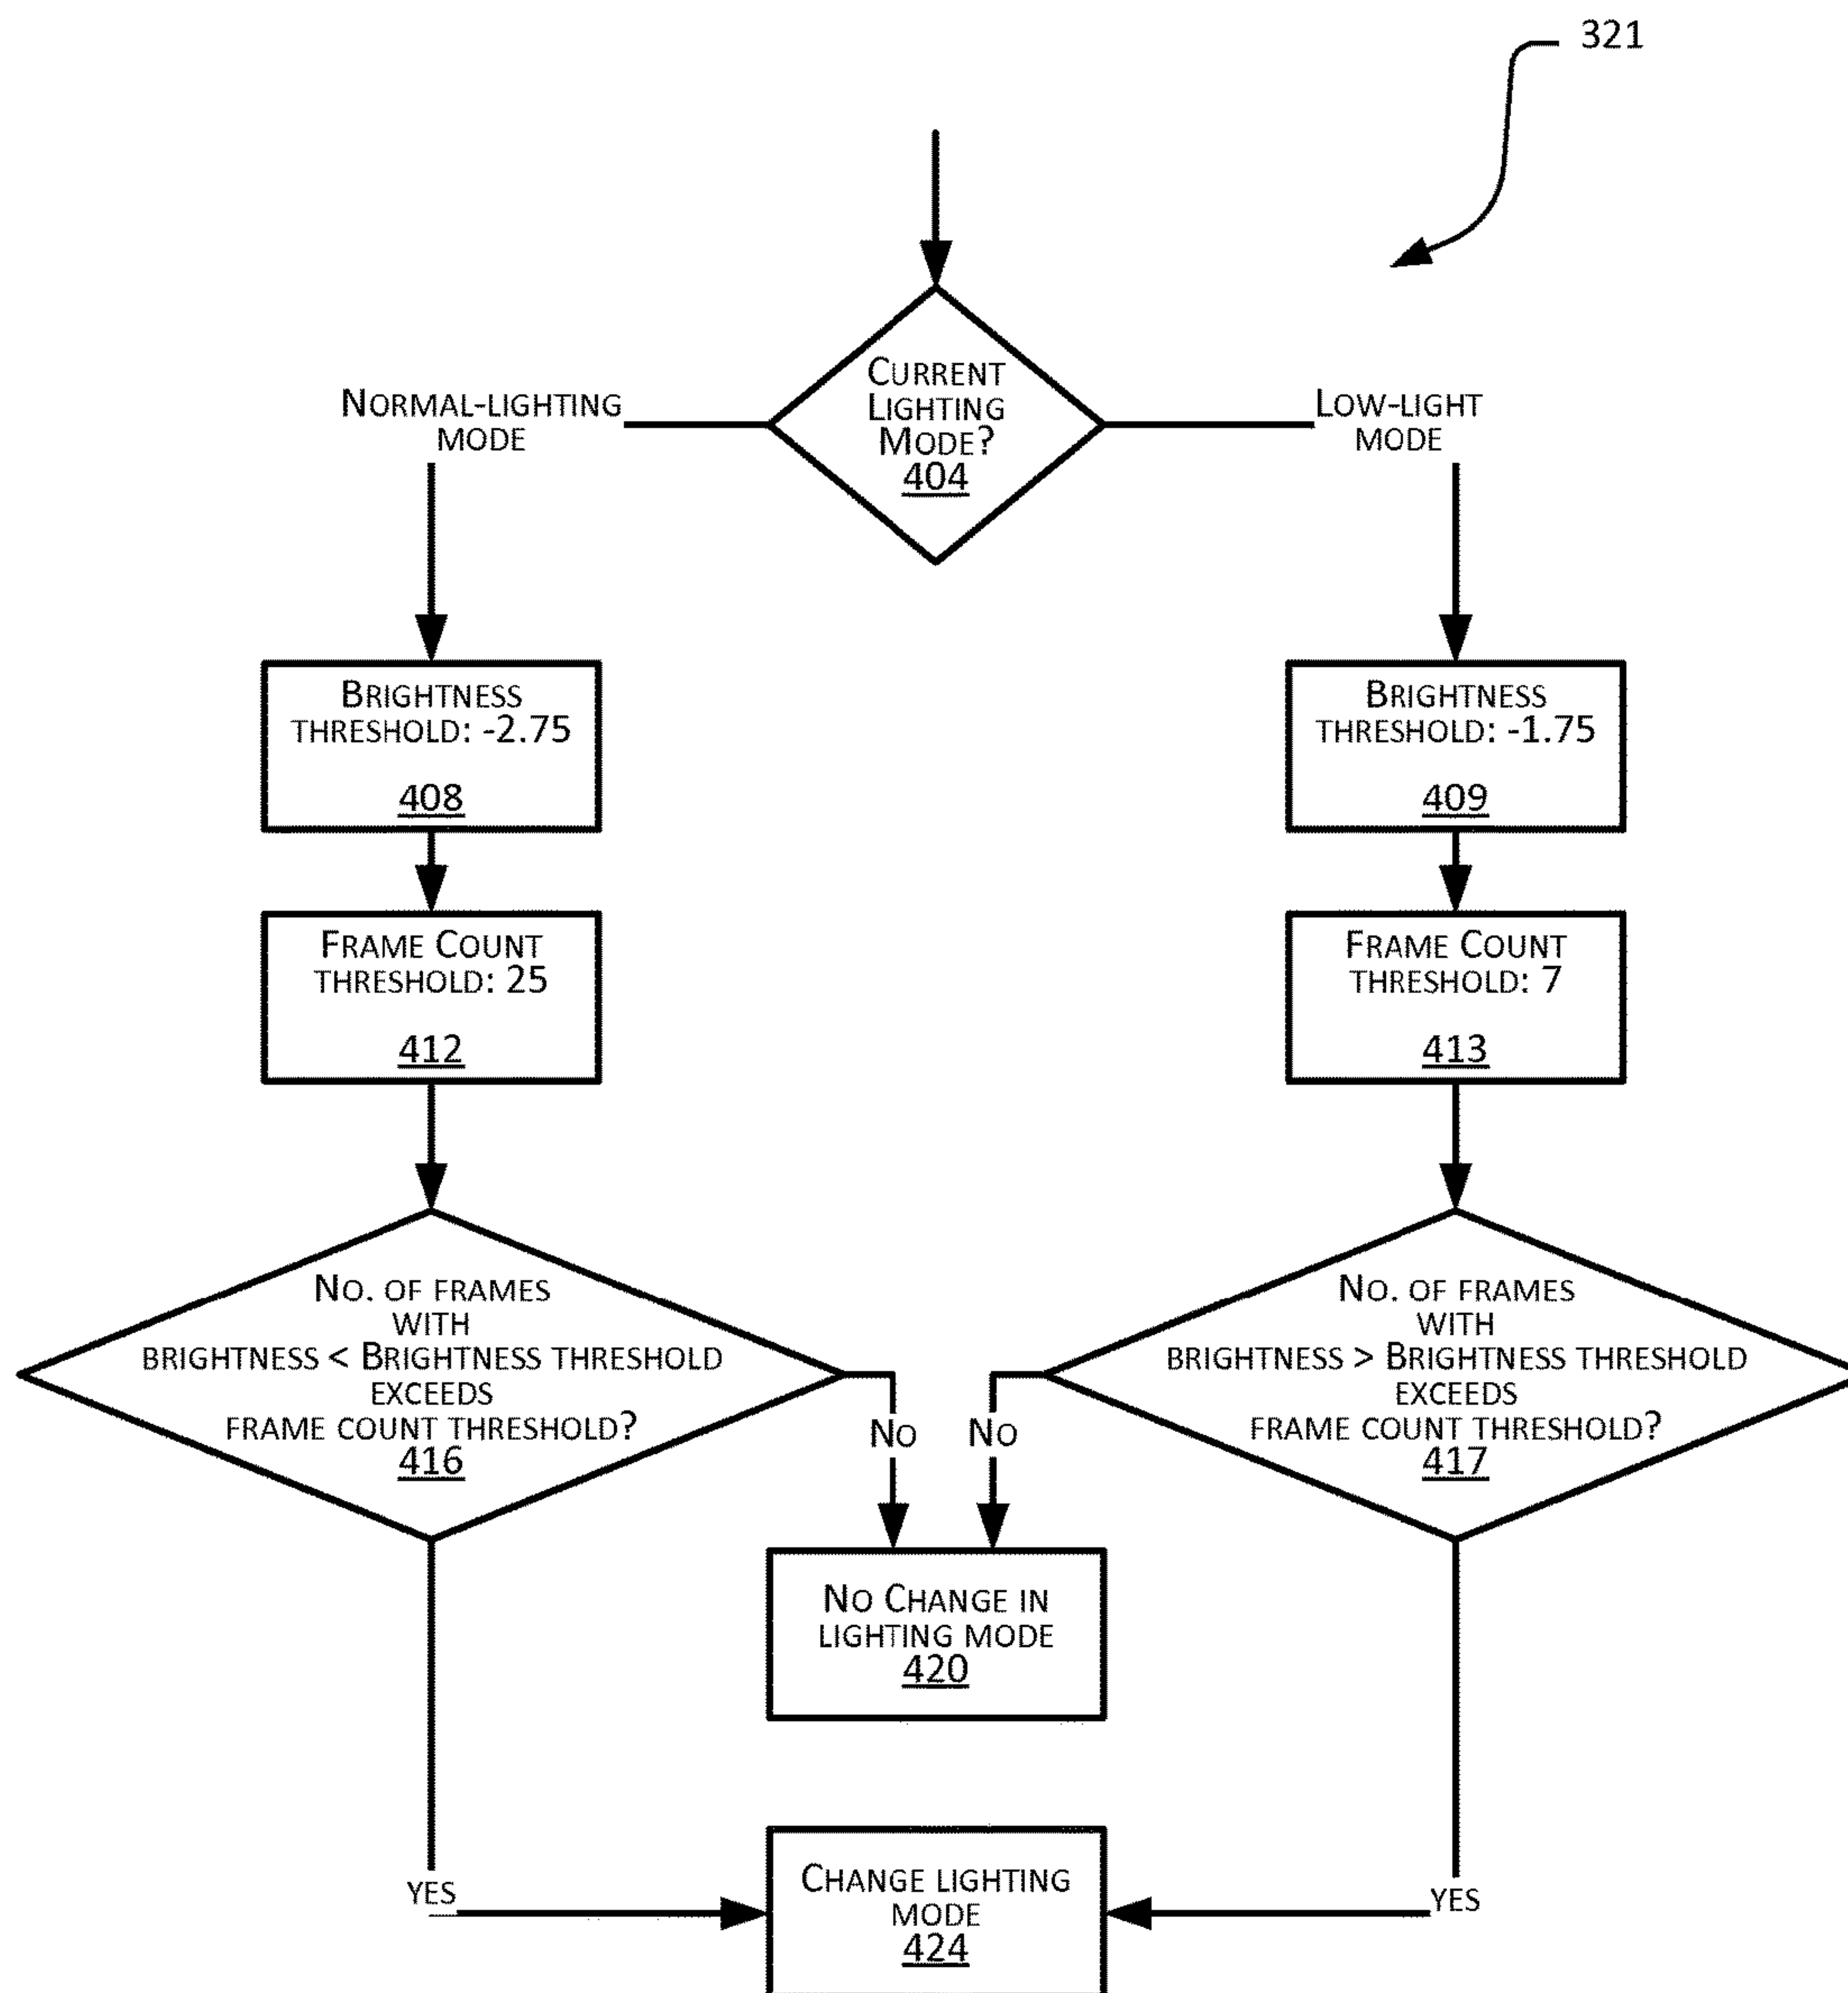 321
Current
Lighting
Mode?
404
Normal-lighting
mode
Low-light
mode
Brightness
threshold: -2.75
408
Brightness
threshold: -1.75
409
Frame Count
threshold: 25
412
Frame Count
threshold: 7
413
No. of frames
with
brightness < Brightness threshold
exceeds
frame count threshold?
416
No. of frames
with
brightness > Brightness threshold
exceeds
frame count threshold?
417
No
No
No Change in
lighting mode
420
yes
Change lighting
mode
424
yes